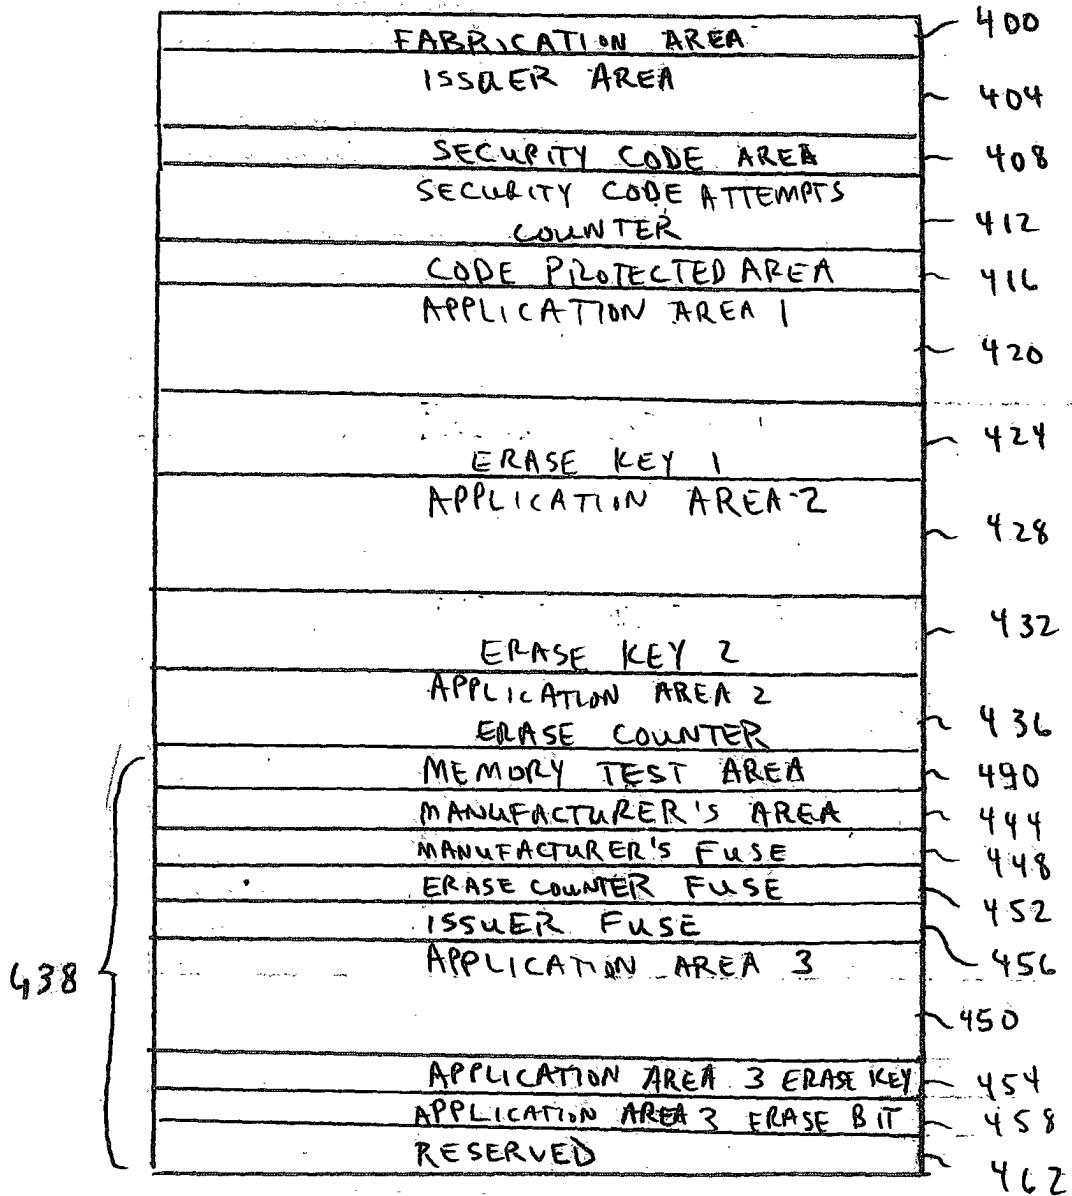 FABRICATION AREA 400
ISSUER AREA 404
SECURITY CODE AREA 408
SECURITY CODE ATTEMPTS
COUNTER 412
CODE PROTECTED AREA 416
APPLICATION AREA 1
420
424
ERASE KEY 1
APPLICATION AREA 2
428
432
ERASE KEY 2
APPLICATION AREA 2
ERASE COUNTER 436
MEMORY TEST AREA 490
MANUFACTURER'S AREA 444
MANUFACTURER'S FUSE 448
ERASE COUNTER FUSE 452
ISSUER FUSE 456
APPLICATION AREA 3
438
450
APPLICATION AREA 3 ERASE KEY 454
APPLICATION AREA 3 ERASE BIT 458
RESERVED 462